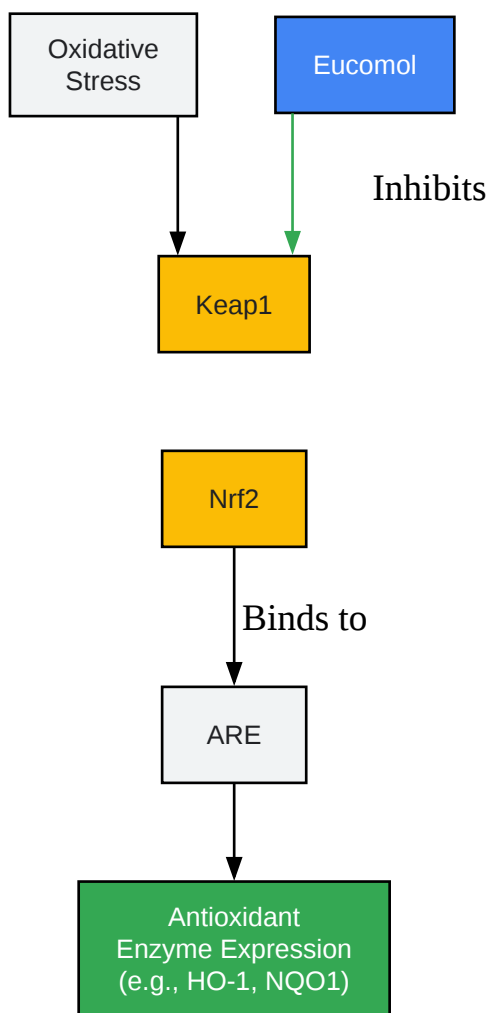 Oxidative
Stress
Eucomol
Inhibits
Keap1
Nrf2
Binds to
ARE
Antioxidant
Enzyme Expression
(e.g., HO-1, NQO1)